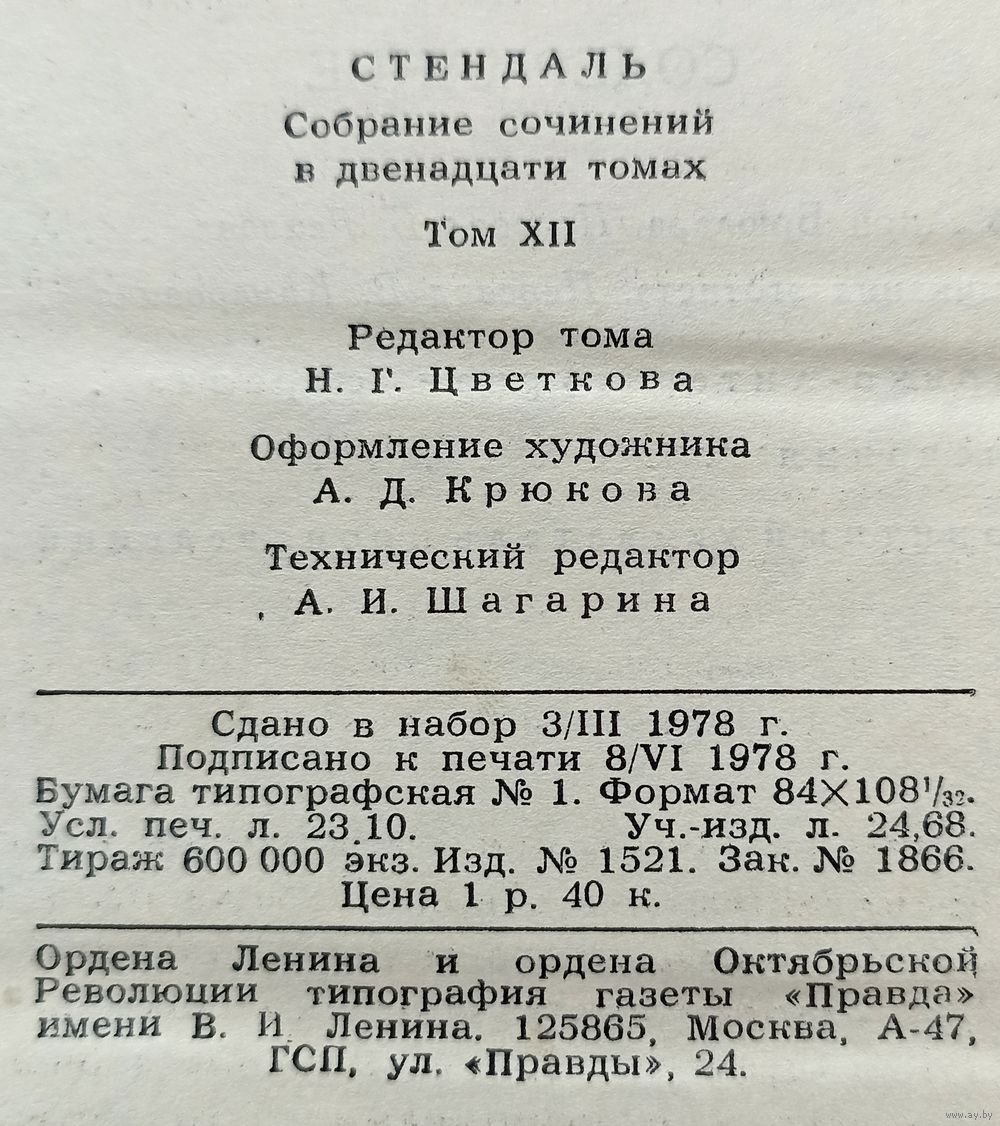 СТЕНДАЛЬ
Собрание сочинений
в двенадцати томах
Том XII
Редактор тома
Н. Г. Цветкова
Оформление художника
А. Д. Крюкова
Технический редактор
А. И. Шагарина
Сдано в набор 3/III 1978 г.
Подписано к печати 8/VI 1978 г.
Бумага типографская № 1. Формат 84×108¹/₃₂.
Усл. печ. л. 23,10. Уч.-изд. л. 24,68.
Тираж 600 000 экз. Изд. № 1521. Зак. № 1866.
Цена 1 р. 40 к.
Ордена Ленина и ордена Октябрьской
Революции типография газеты «Правда»
имени В. И. Ленина. 125865, Москва, А-47,
ГСП, ул. «Правды», 24.
www.ay.by